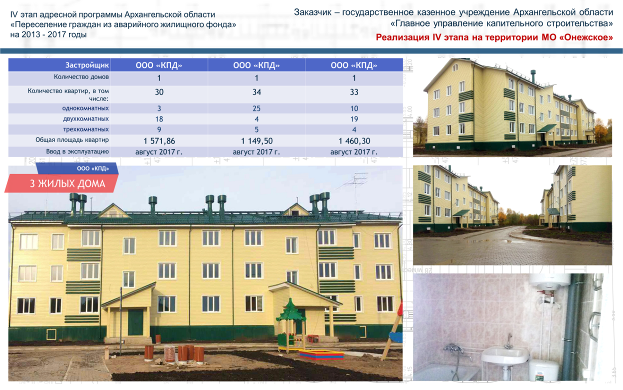 IV этап адресной программы Архангельской области
«Переселение граждан из аварийного жилищного фонда»
на 2013 - 2017 годы
Заказчик – государственное казенное учреждение Архангельской области
«Главное управление капительного строительства»
Реализация IV этапа на территории МО «Онежское»
Застройщик ООО «КПД» ООО «КПД» ООО «КПД»
Количество домов 1 1 1
Количество квартир, в том числе: 30 34 33
однокомнатных 3 25 10
двухкомнатных 18 4 19
трехкомнатных 9 5 4
Общая площадь квартир 1 571,86 1 149,50 1 460,30
Ввод в эксплуатацию август 2017 г. август 2017 г. август 2017 г.
ООО «КПД»
3 ЖИЛЫХ ДОМА